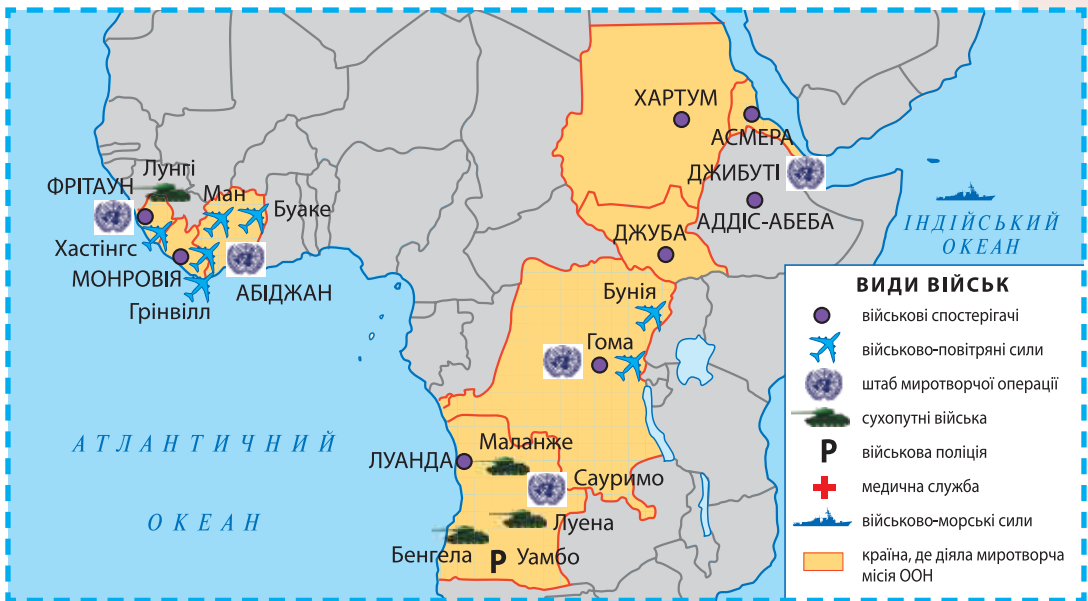 ХАРТУМ
АСМЕРА
ДЖИБУТІ
АДДІС-АБЕБА
ДЖУБА
Лунгі
ФРІТАУН
Ман
Буаке
Хастінгс
МОНРОВІЯ
Грінвілл
АБІДЖАН
ІНДІЙСЬКИЙ
ОКЕАН
Бунія
Гома
АТЛАНТИЧНИЙ
ОКЕАН
Маланже
ЛУАНДА
Сауримо
Луена
Бенгела
P Уамбо
ВИДИ ВІЙСЬК
військові спостерігачі
військово-повітряні сили
штаб миротворчої операції
сухопутні війська
P військова поліція
медична служба
військово-морські сили
країна, де діяла миротворча
місія ООН